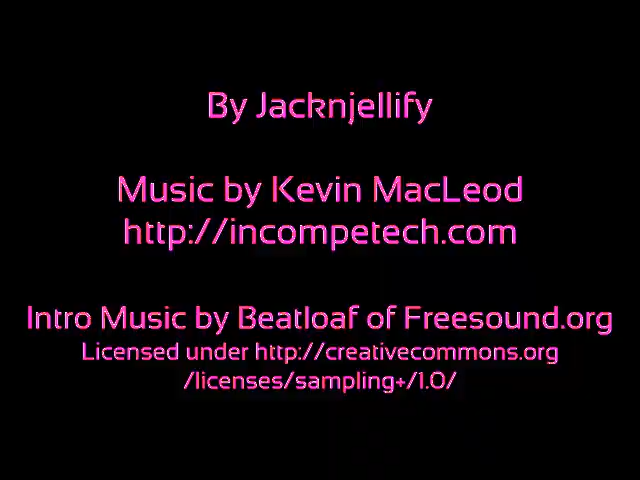 By Jacknjellify
Music by Kevin MacLeod
http://incompetech.com
Intro Music by Beatloaf of Freesound.org
Licensed under http://creativecommons.org
/licenses/sampling+/1.0/